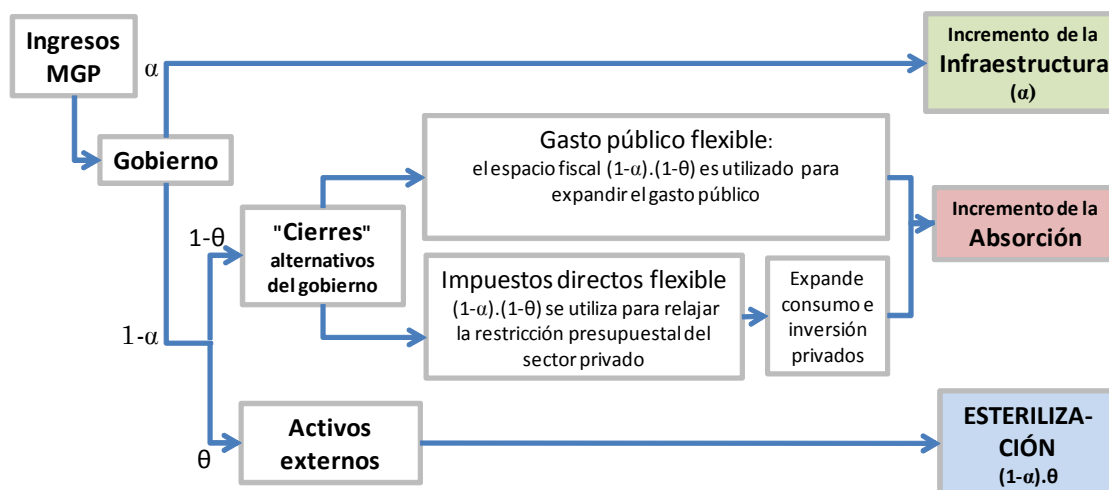 Ingresos
MGP
α
Gobierno
1-α
1-θ
θ
"Cierres"
alternativos
del gobierno
Gasto público flexible:
el espacio fiscal (1-α).(1-θ) es utilizado para
expandir el gasto público
Impuestos directos flexible
(1-α).(1-θ) se utiliza para relajar
la restricción presupuestal del
sector privado
Expande
consumo e
inversión
privados
Activos
externos
Incremento de la
Infraestructura
(α)
Incremento de la
Absorción
ESTERILIZA-
CIÓN
(1-α).θ